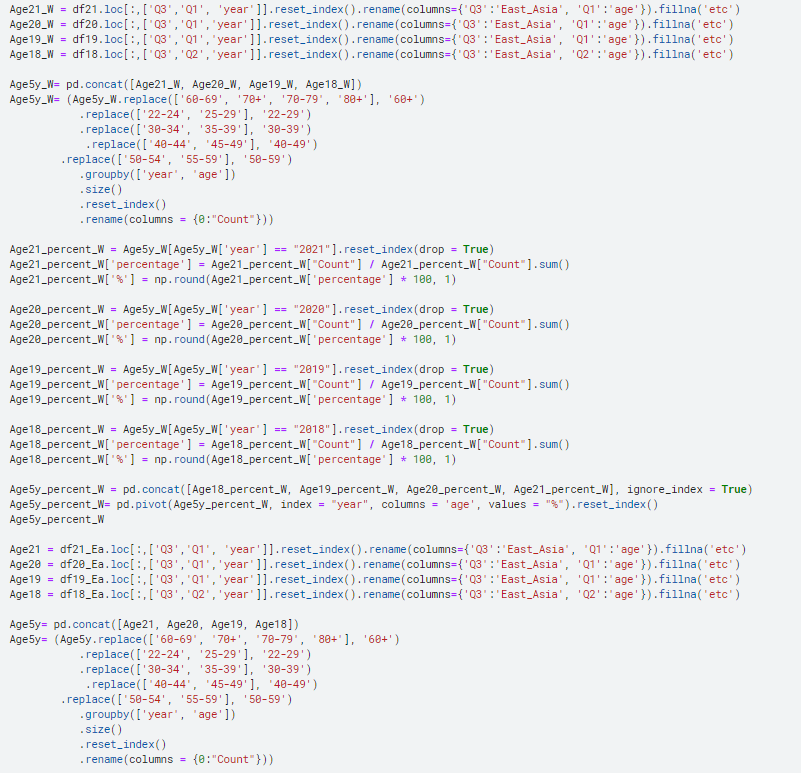 Age21_W = df21.loc[:,['Q3','Q1', 'year']].reset_index().rename(columns={'Q3':'East_Asia', 'Q1':'age'}).fillna('etc')
Age20_W = df20.loc[:,['Q3','Q1','year']].reset_index().rename(columns={'Q3':'East_Asia', 'Q1':'age'}).fillna('etc')
Age19_W = df19.loc[:,['Q3','Q1','year']].reset_index().rename(columns={'Q3':'East_Asia', 'Q1':'age'}).fillna('etc')
Age18_W = df18.loc[:,['Q3','Q2','year']].reset_index().rename(columns={'Q3':'East_Asia', 'Q2':'age'}).fillna('etc')

Age5y_W= pd.concat([Age21_W, Age20_W, Age19_W, Age18_W])
Age5y_W= (Age5y_W.replace(['60-69', '70+', '70-79', '80+'], '60+')
           .replace(['22-24', '25-29'], '22-29')
           .replace(['30-34', '35-39'], '30-39')
            .replace(['40-44', '45-49'], '40-49')
        .replace(['50-54', '55-59'], '50-59')
           .groupby(['year', 'age'])
           .size()
           .reset_index()
           .rename(columns = {0:"Count"}))

Age21_percent_W = Age5y_W[Age5y_W['year'] == "2021"].reset_index(drop = True)
Age21_percent_W['percentage'] = Age21_percent_W["Count"] / Age21_percent_W["Count"].sum()
Age21_percent_W['%'] = np.round(Age21_percent_W['percentage'] * 100, 1)

Age20_percent_W = Age5y_W[Age5y_W['year'] == "2020"].reset_index(drop = True)
Age20_percent_W['percentage'] = Age20_percent_W["Count"] / Age20_percent_W["Count"].sum()
Age20_percent_W['%'] = np.round(Age20_percent_W['percentage'] * 100, 1)

Age19_percent_W = Age5y_W[Age5y_W['year'] == "2019"].reset_index(drop = True)
Age19_percent_W['percentage'] = Age19_percent_W["Count"] / Age19_percent_W["Count"].sum()
Age19_percent_W['%'] = np.round(Age19_percent_W['percentage'] * 100, 1)

Age18_percent_W = Age5y_W[Age5y_W['year'] == "2018"].reset_index(drop = True)
Age18_percent_W['percentage'] = Age18_percent_W["Count"] / Age18_percent_W["Count"].sum()
Age18_percent_W['%'] = np.round(Age18_percent_W['percentage'] * 100, 1)

Age5y_percent_W = pd.concat([Age18_percent_W, Age19_percent_W, Age20_percent_W, Age21_percent_W], ignore_index = True)
Age5y_percent_W= pd.pivot(Age5y_percent_W, index = "year", columns = 'age', values = "%").reset_index()
Age5y_percent_W

Age21 = df21_Ea.loc[:,['Q3','Q1', 'year']].reset_index().rename(columns={'Q3':'East_Asia', 'Q1':'age'}).fillna('etc')
Age20 = df20_Ea.loc[:,['Q3','Q1','year']].reset_index().rename(columns={'Q3':'East_Asia', 'Q1':'age'}).fillna('etc')
Age19 = df19_Ea.loc[:,['Q3','Q1','year']].reset_index().rename(columns={'Q3':'East_Asia', 'Q1':'age'}).fillna('etc')
Age18 = df18_Ea.loc[:,['Q3','Q2','year']].reset_index().rename(columns={'Q3':'East_Asia', 'Q2':'age'}).fillna('etc')

Age5y= pd.concat([Age21, Age20, Age19, Age18])
Age5y= (Age5y.replace(['60-69', '70+', '70-79', '80+'], '60+')
           .replace(['22-24', '25-29'], '22-29')
           .replace(['30-34', '35-39'], '30-39')
            .replace(['40-44', '45-49'], '40-49')
        .replace(['50-54', '55-59'], '50-59')
           .groupby(['year', 'age'])
           .size()
           .reset_index()
           .rename(columns = {0:"Count"}))